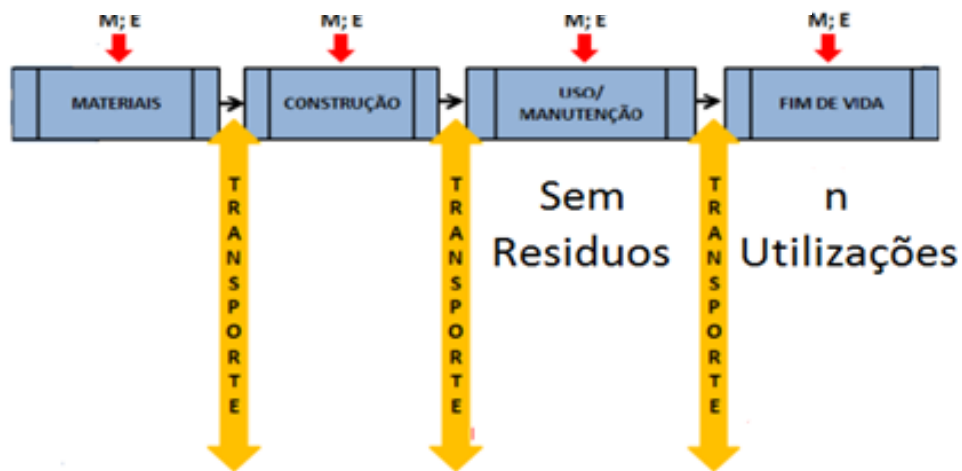 M; E
M; E
M; E
M; E
MATERIAIS
CONSTRUÇÃO
USO/
MANUTENÇÃO
FIM DE VIDA
TRANSPORTE
TRANSPORTE
TRANSPORTE
Sem
Residuos
n
Utilizações